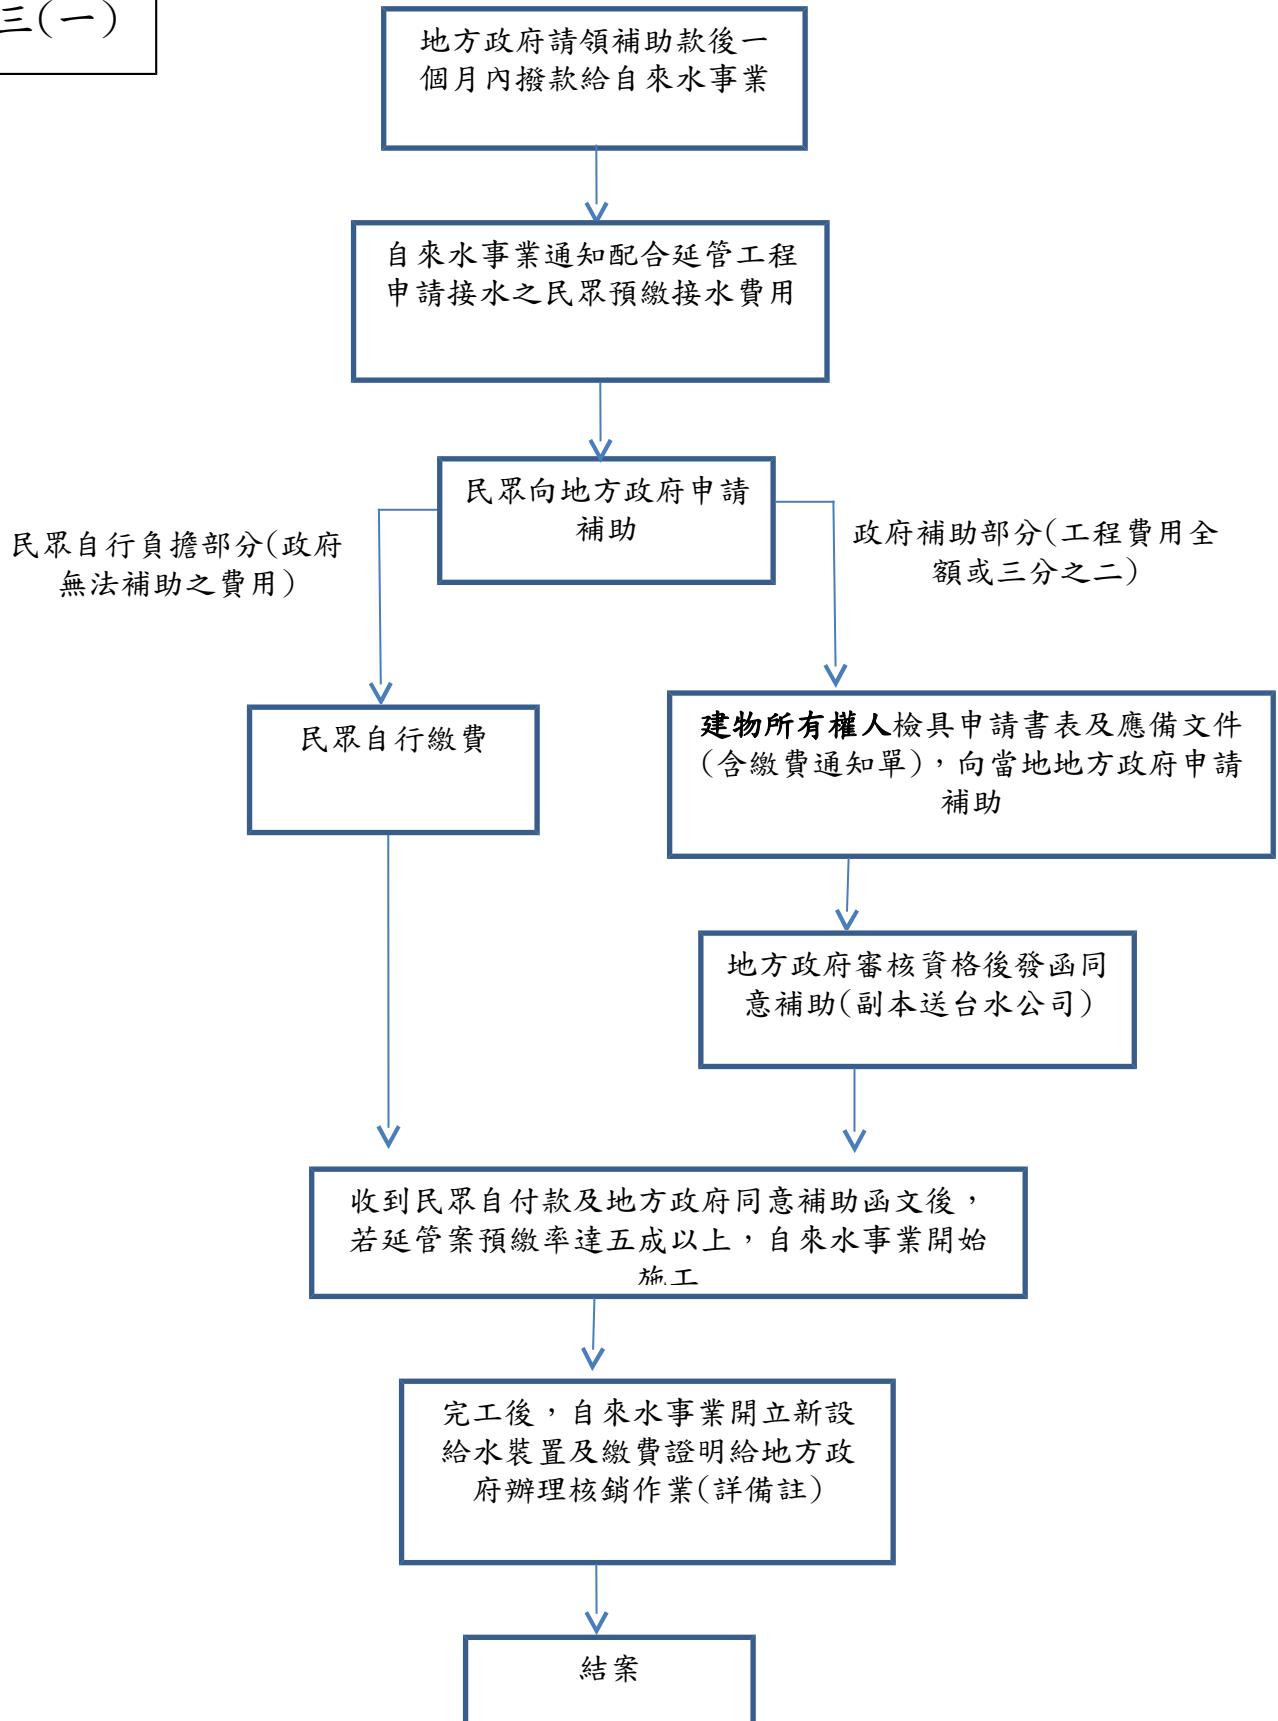 三(一)
地方政府請領補助款後一
個月內撥款給自來水事業
自來水事業通知配合延管工程
申請接水之民眾預繳接水費用
民眾向地方政府申請
補助
民眾自行負擔部分(政府
無法補助之費用)
政府補助部分(工程費用全
額或三分之二)
民眾自行繳費
建物所有權人檢具申請書表及應備文件
(含繳費通知單)，向當地地方政府申請
補助
地方政府審核資格後發函同
意補助(副本送台水公司)
收到民眾自付款及地方政府同意補助函文後，
若延管案預繳率達五成以上，自來水事業開始
施工
完工後，自來水事業開立新設
給水裝置及繳費證明給地方政
府辦理核銷作業(詳備註)
結案